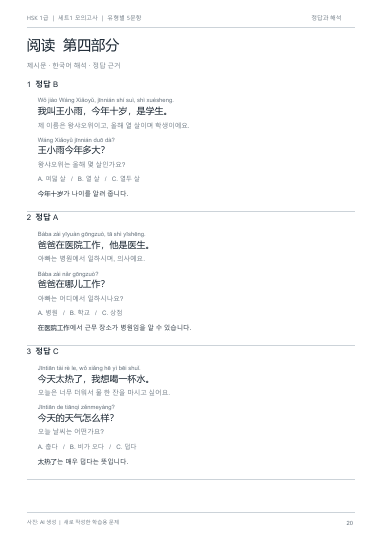 HSK 1급 | 세트1 모의고사 | 유형별 5문항
정답과 해석
阅读 第四部分
제시문 · 한국어 해석 · 정답 근거
1 정답 B
Wǒ jiào Wáng Xiǎoyǔ, jīnnián shí suì, shì xuésheng.
我叫王小雨，今年十岁，是学生。
제 이름은 왕샤오위이고, 올해 열 살이며 학생이에요.
Wáng Xiǎoyǔ jīnnián duō dà?
王小雨今年多大？
왕샤오위는 올해 몇 살인가요?
A. 여덟 살 / B. 열 살 / C. 열두 살
今年十岁가 나이를 알려 줍니다.
2 정답 A
Bàba zài yīyuàn gōngzuò, tā shì yīshēng.
爸爸在医院工作，他是医生。
아빠는 병원에서 일하시며, 의사예요.
Bàba zài nǎr gōngzuò?
爸爸在哪儿工作？
아빠는 어디에서 일하시나요?
A. 병원 / B. 학교 / C. 상점
在医院工作에서 근무 장소가 병원임을 알 수 있습니다.
3 정답 C
Jīntiān tài rè le, wǒ xiǎng hē yì bēi shuǐ.
今天太热了，我想喝一杯水。
오늘은 너무 더워서 물 한 잔을 마시고 싶어요.
Jīntiān de tiānqì zěnmeyàng?
今天的天气怎么样？
오늘 날씨는 어떤가요?
A. 춥다 / B. 비가 오다 / C. 덥다
太热了는 매우 덥다는 뜻입니다.
사진: AI 생성 | 새로 작성한 학습용 문제
20